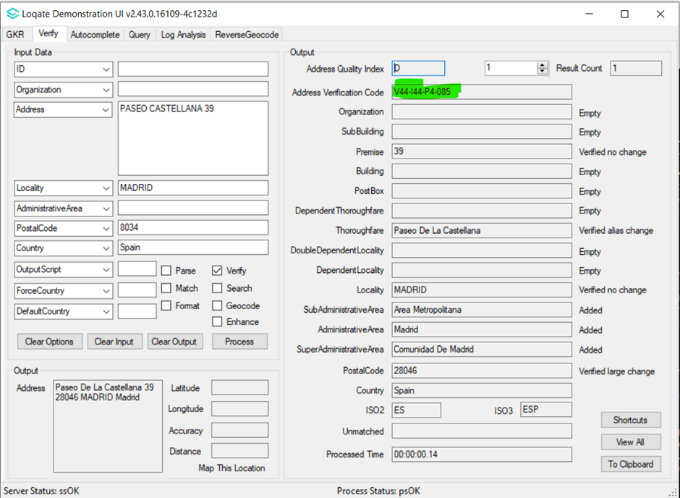 Loqate Demonstration UI v2.43.0.16109-4c1232d
GKR Verify Autocomplete Query Log Analysis ReverseGeocode
Input Data
ID
Organization
Address PASEO CASTELLANA 39
Locality MADRID
AdministrativeArea
PostalCode 8034
Country Spain
OutputScript Parse Verify
ForceCountry Match Search
DefaultCountry Format Geocode
Enhance
Clear Options Clear Input Clear Output Process
Output
Address Paseo De La Castellana 39
28046 MADRID Madrid
Latitude
Longitude
Accuracy
Distance
Map This Location
Output
Address Quality Index D 1 Result Count 1
Address Verification Code V44-I44-P4-085
Organization Empty
SubBuilding Empty
Premise 39 Verified no change
Building Empty
PostBox Empty
DependentThoroughfare Empty
Thoroughfare Paseo De La Castellana Verified alias change
DoubleDependentLocality Empty
DependentLocality Empty
Locality MADRID Verified no change
SubAdministrativeArea Area Metropolitana Added
AdministrativeArea Madrid Added
SuperAdministrativeArea Comunidad De Madrid Added
PostalCode 28046 Verified large change
Country Spain
ISO2 ES ISO3 ESP
Unmatched
Processed Time 00:00:00.14
Shortcuts
View All
To Clipboard
Server Status: ssOK Process Status: psOK